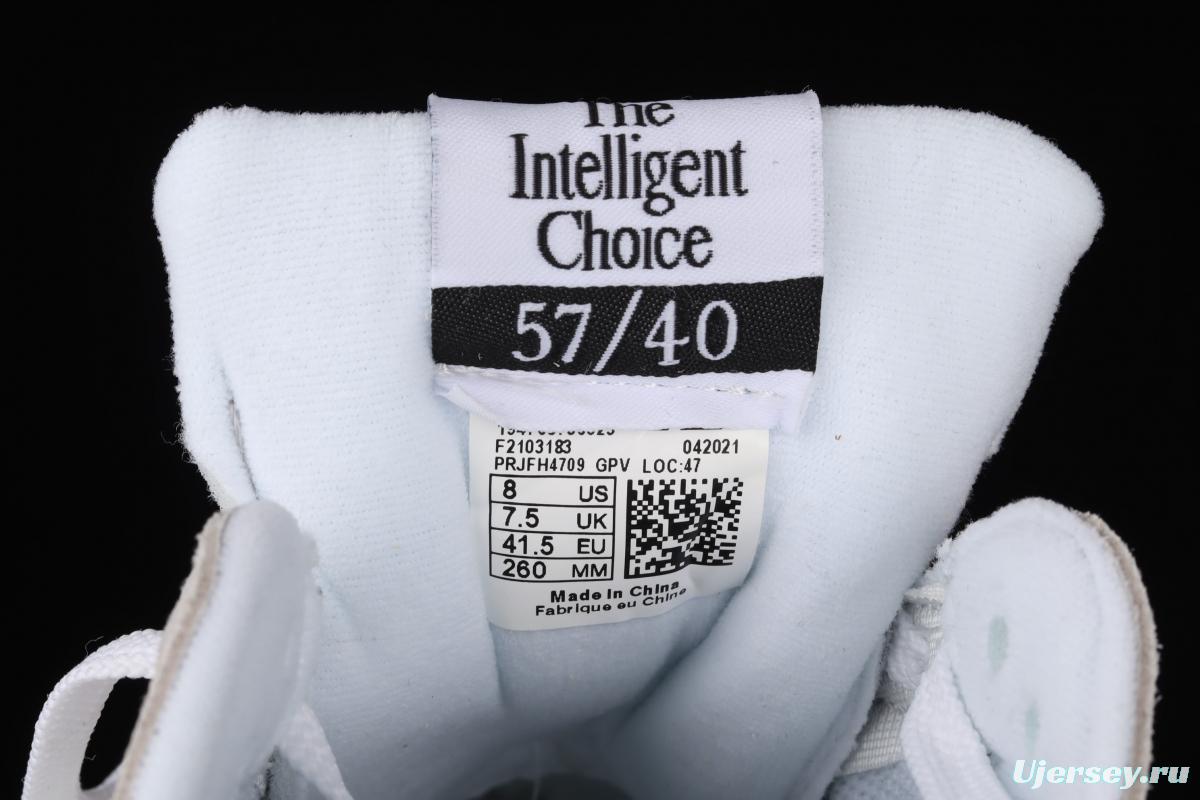 The
Intelligent
Choice
57/40
F2103183 042021
PRJFH4709 GPV LOC:47
8 US
7.5 UK
41.5 EU
260 MM
Made in China
Fabrique eu Chine
Ujersey.ru